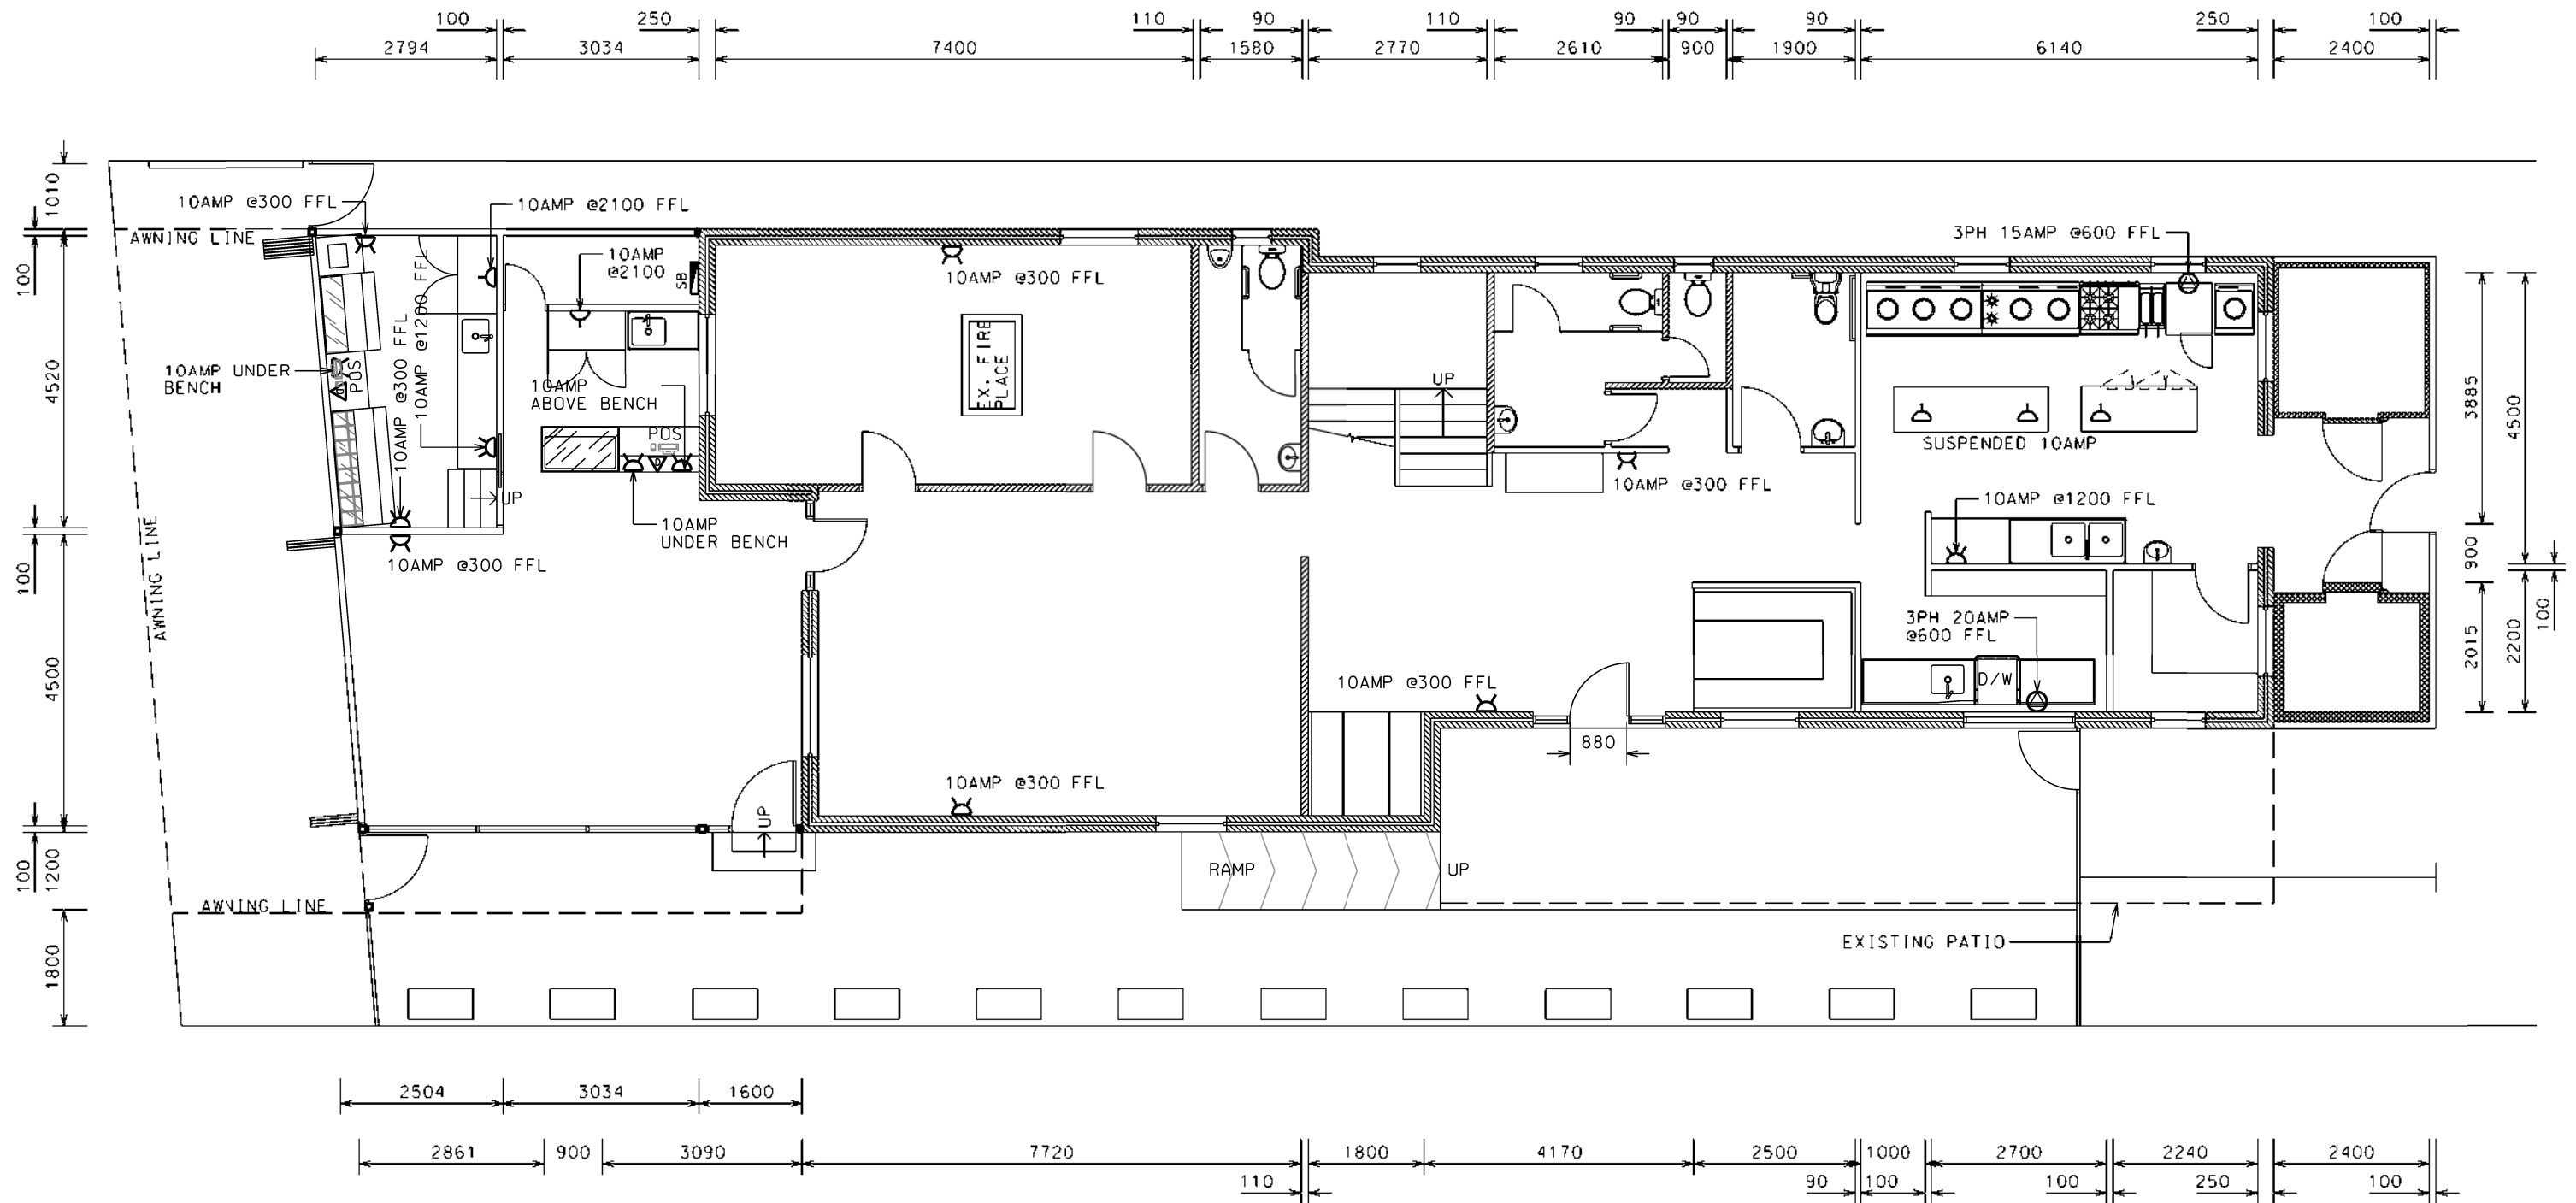 100 250 110 90 110 90 90 90 250 100
2794 3034 7400 1580 2770 2610 900 1900 6140 2400
1010
100
4520
100
4500
100
1200
1800
10AMP @300 FFL
10AMP @2100 FFL
AWNING LINE
10AMP
@2100
SB
10AMP @300 FFL
3PH 15AMP @600 FFL
10AMP @1200 FFL
10AMP @300 FFL
10AMP UNDER
BENCH
POS
10AMP
ABOVE BENCH
POS
EX. FIRE
PLACE
UP
SUSPENDED 10AMP
UP
10AMP
UNDER BENCH
10AMP @300 FFL
10AMP @1200 FFL
10AMP @300 FFL
AWNING LINE
3PH 20AMP
@600 FFL
D/W
10AMP @300 FFL
880
10AMP @300 FFL
UP
RAMP
UP
AWNING LINE
EXISTING PATIO
3885
4500
900
100
2015
2200
2504 3034 1600
2861 900 3090 7720 1800 4170 2500 1000 2700 2240 2400
110 90 100 100 250 100